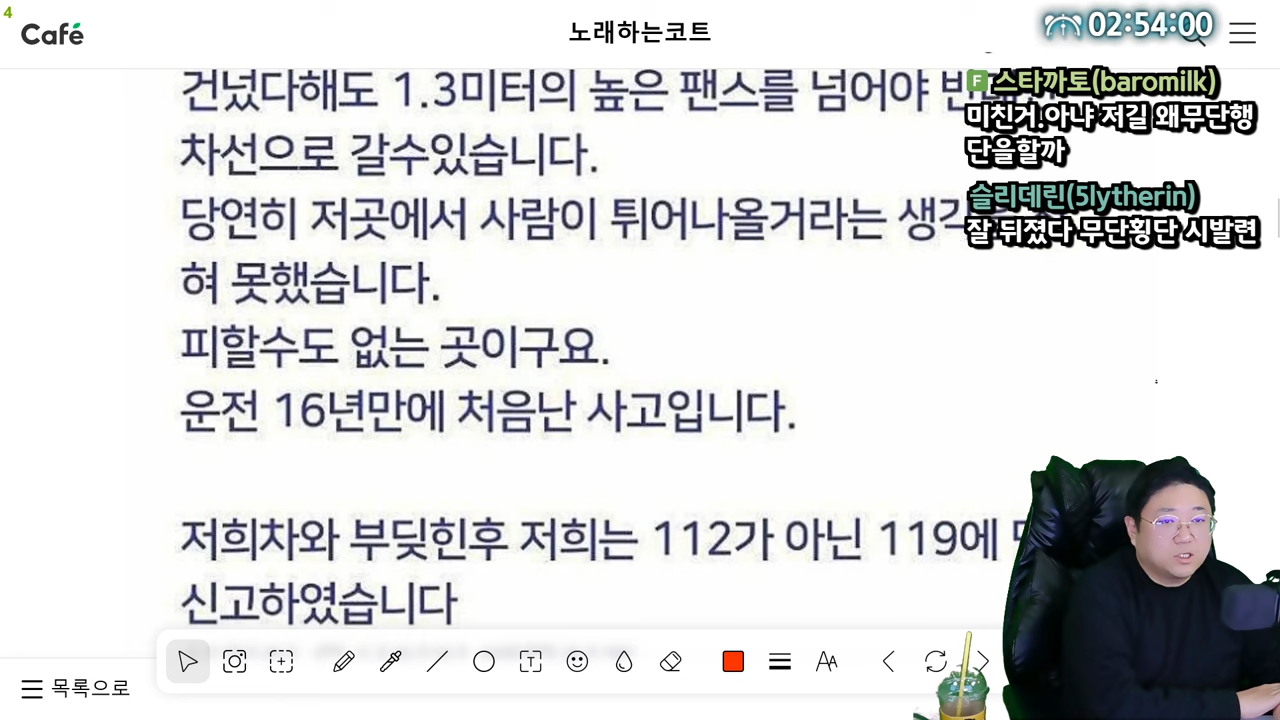 4
Café
노래하는코트
02:54:00
건넜다해도 1.3미터의 높은 팬스를 넘어야
차선으로 갈수있습니다.
당연히 저곳에서 사람이 튀어나올거라는
혀 못했습니다.
피할수도 없는 곳이구요.
운전 16년만에 처음난 사고입니다.
저희차와 부딪힌후 저희는 112가 아닌 119에
신고하였습니다
F 스타까토(baromilk)
미친거.아냐 저길 왜무단행
단을할까
슬리데린(5lytherin)
잘 뒤졌다 무단횡단 시발련
T
AA
목록으로